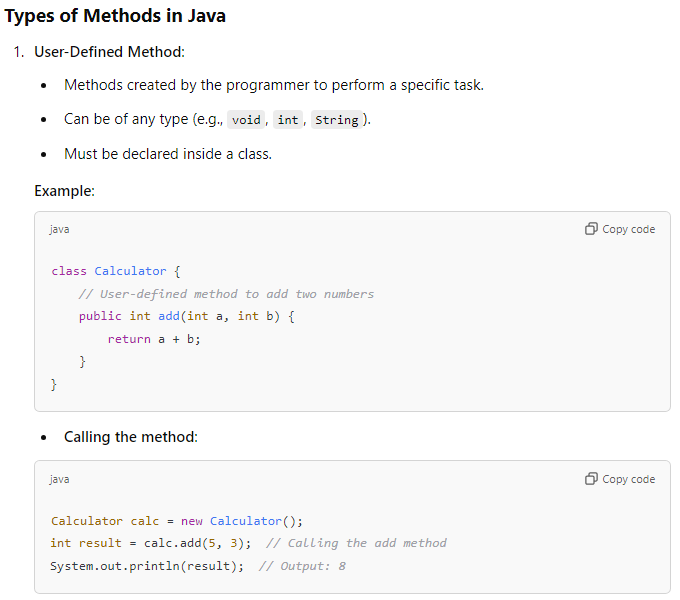 Types of Methods in Java
1. User-Defined Method:
• Methods created by the programmer to perform a specific task.
• Can be of any type (e.g., void, int, String).
• Must be declared inside a class.
Example:
java Copy code
class Calculator {
    // User-defined method to add two numbers
    public int add(int a, int b) {
        return a + b;
    }
}
• Calling the method:
java Copy code
Calculator calc = new Calculator();
int result = calc.add(5, 3);  // Calling the add method
System.out.println(result);  // Output: 8